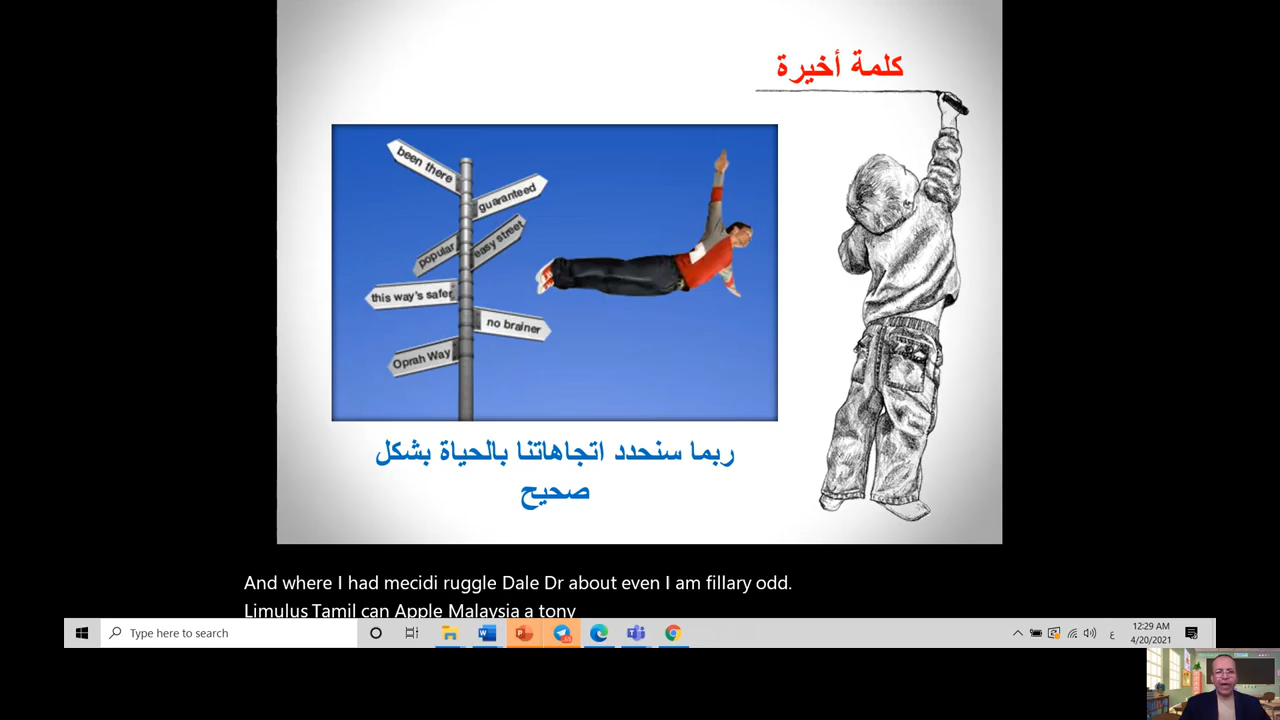 كلمة أخيرة
been there
guaranteed
popular
easy street
this way's safer
no brainer
Oprah Way
ربما سنحدد اتجاهاتنا بالحياة بشكل
صحيح
And where I had mecidi ruggle Dale Dr about even I am fillary odd.
Limulus Tamil can Apple Malaysia a tony
Type here to search
ع
12:29 AM
4/20/2021